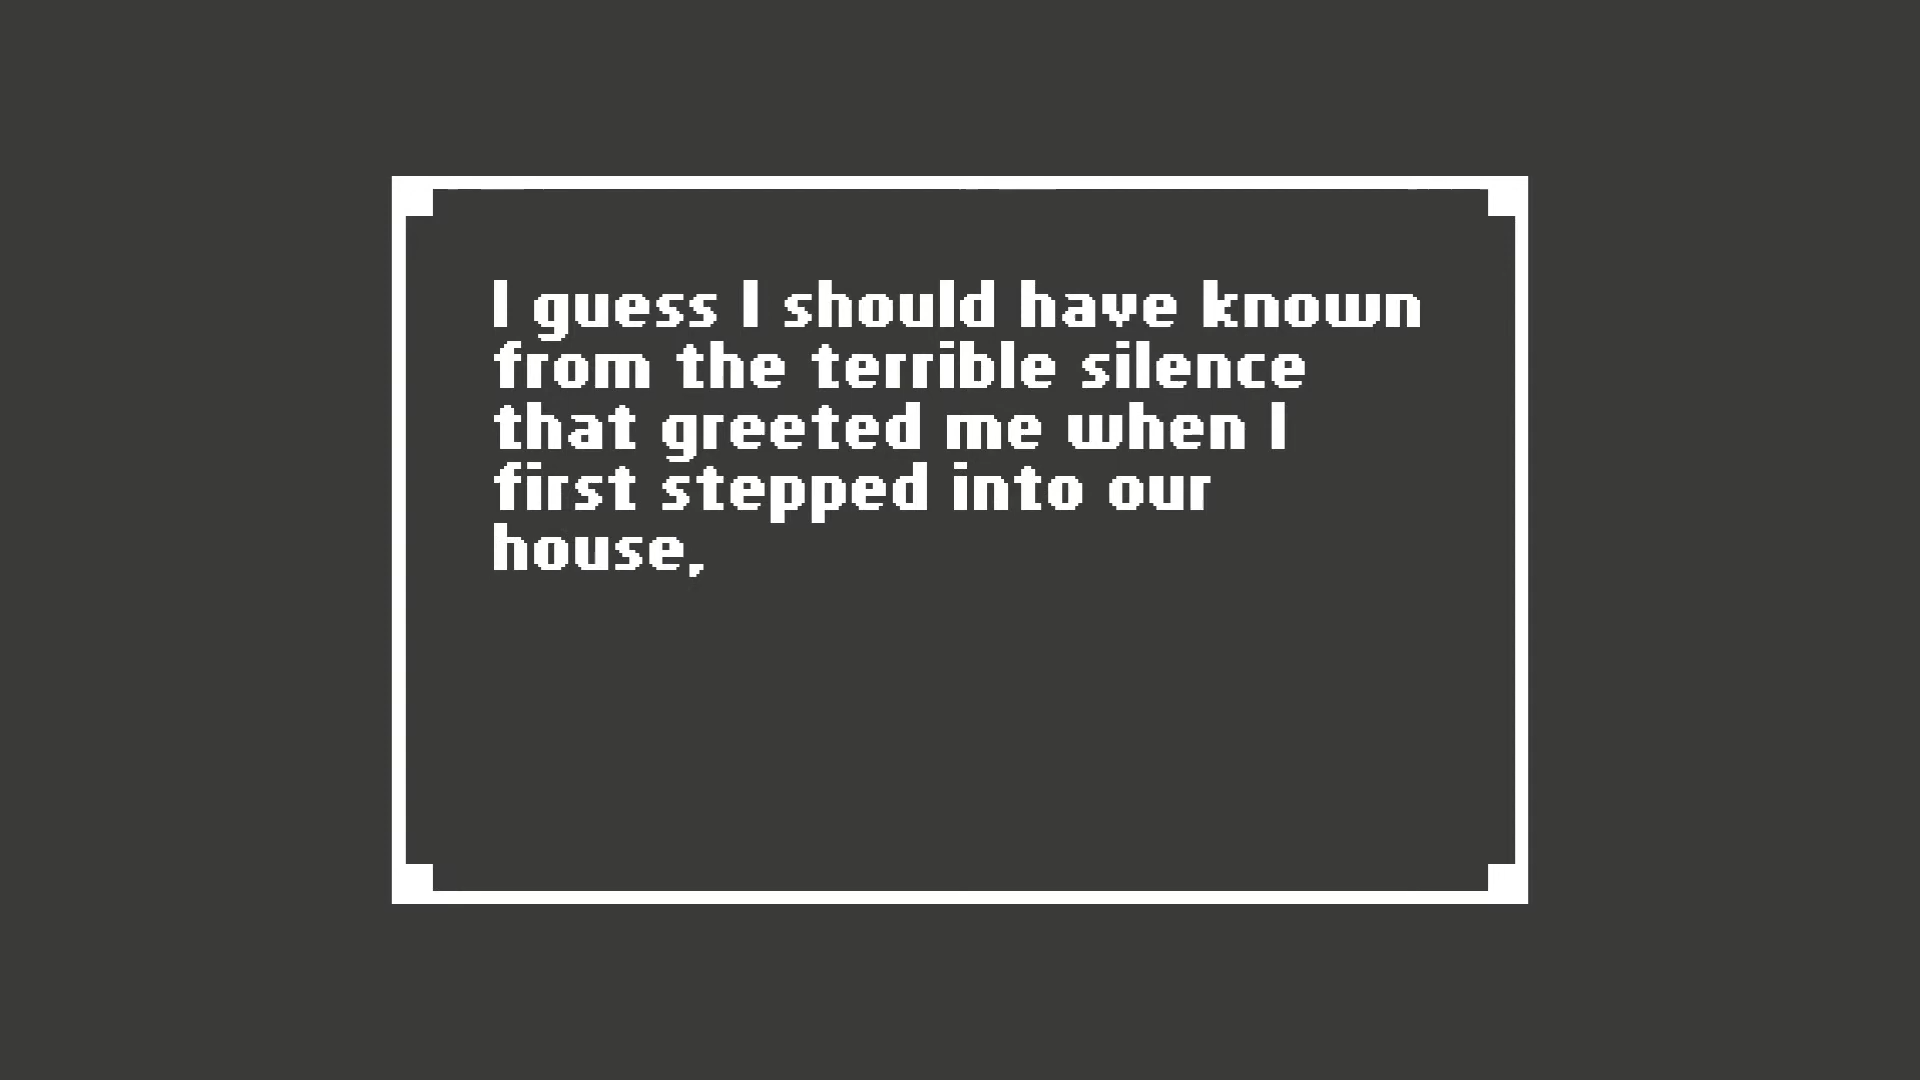 I guess I should have known
from the terrible silence
that greeted me when I
first stepped into our
house,